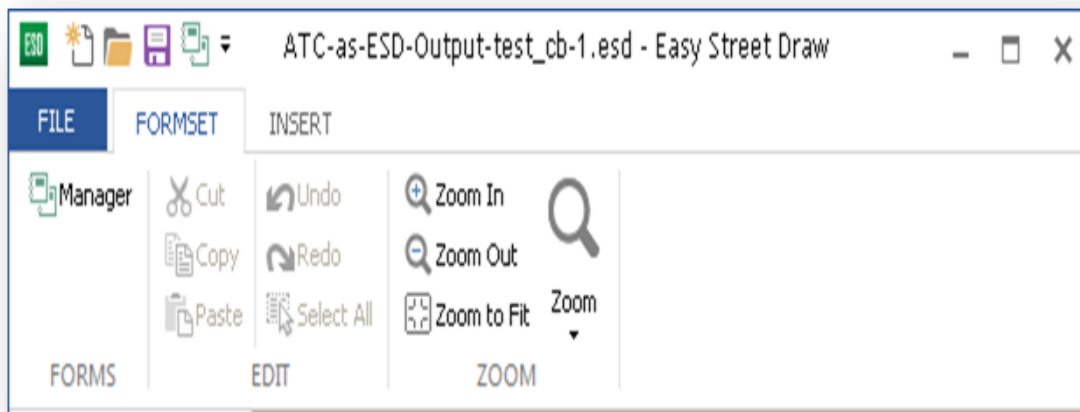 ESD ATC-as-ESD-Output-test_cb-1.esd - Easy Street Draw
FILE FORMSET INSERT
Manager Cut Undo Zoom In
Copy Redo Zoom Out
Paste Select All Zoom to Fit Zoom
FORMS EDIT ZOOM